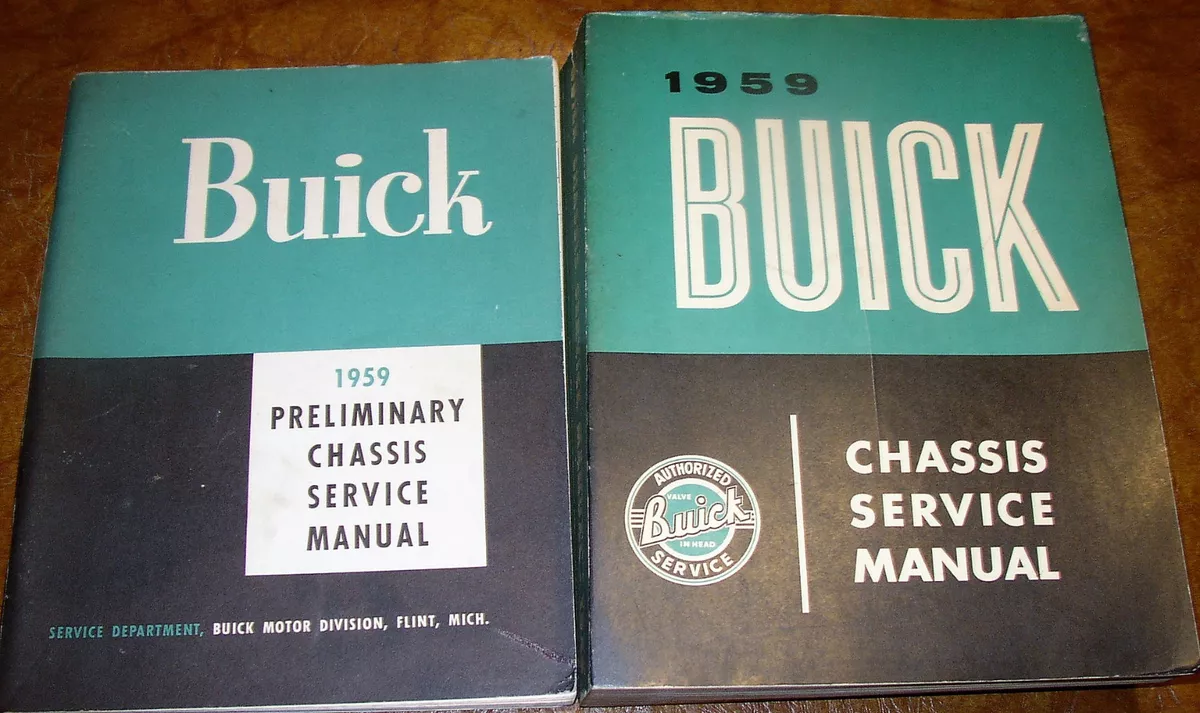 Buick
1959
PRELIMINARY
CHASSIS
SERVICE
MANUAL
SERVICE DEPARTMENT, BUICK MOTOR DIVISION, FLINT, MICH.
1959
BUICK
AUTHORIZED
VALVE
Buick
IN HEAD
SERVICE
CHASSIS
SERVICE
MANUAL